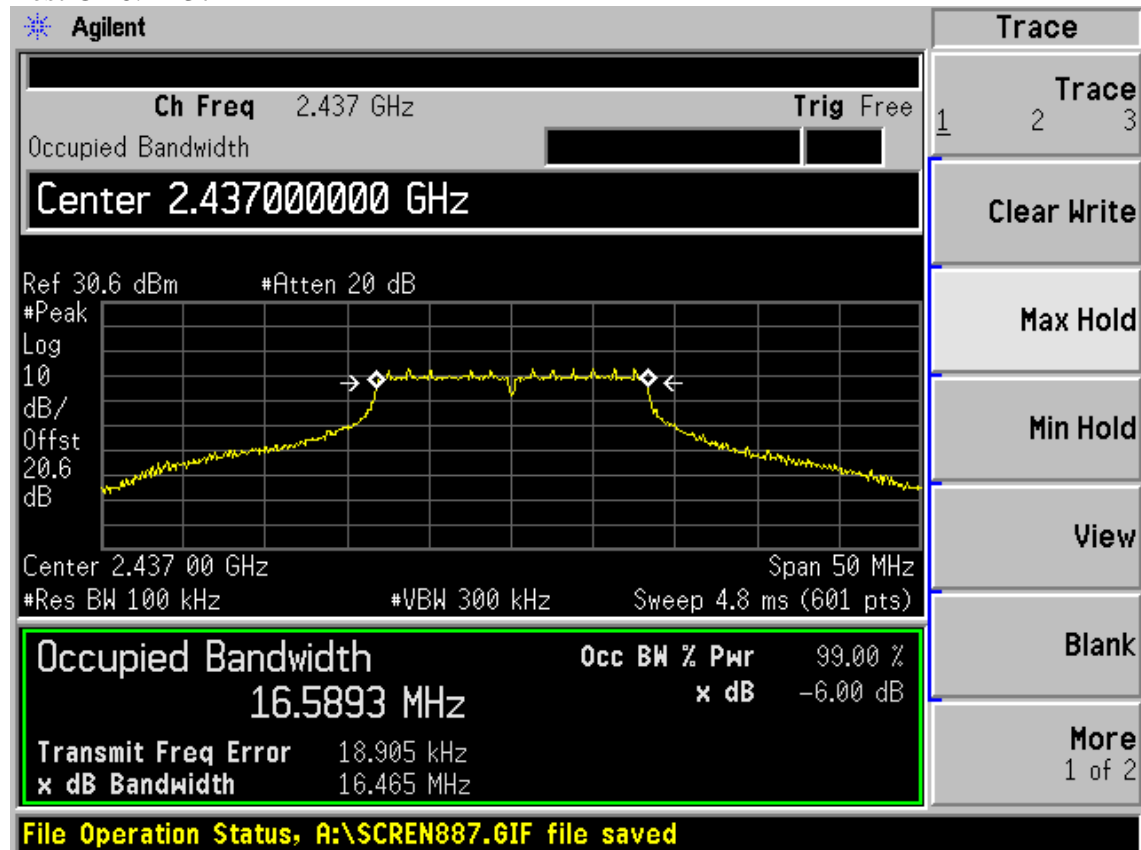 Agilent
Trace
Ch Freq 2.437 GHz Trig Free
Occupied Bandwidth
Center 2.437000000 GHz
Ref 30.6 dBm #Atten 20 dB
#Peak
Log
10
dB/
Offst
20.6
dB
Center 2.437 00 GHz Span 50 MHz
#Res BW 100 kHz #VBW 300 kHz Sweep 4.8 ms (601 pts)
Occupied Bandwidth
16.5893 MHz
Occ BW % Pwr 99.00 %
x dB -6.00 dB
Transmit Freq Error 18.905 kHz
x dB Bandwidth 16.465 MHz
File Operation Status, A:\SCREN887.GIF file saved
Trace
1 2 3
Clear Write
Max Hold
Min Hold
View
Blank
More
1 of 2